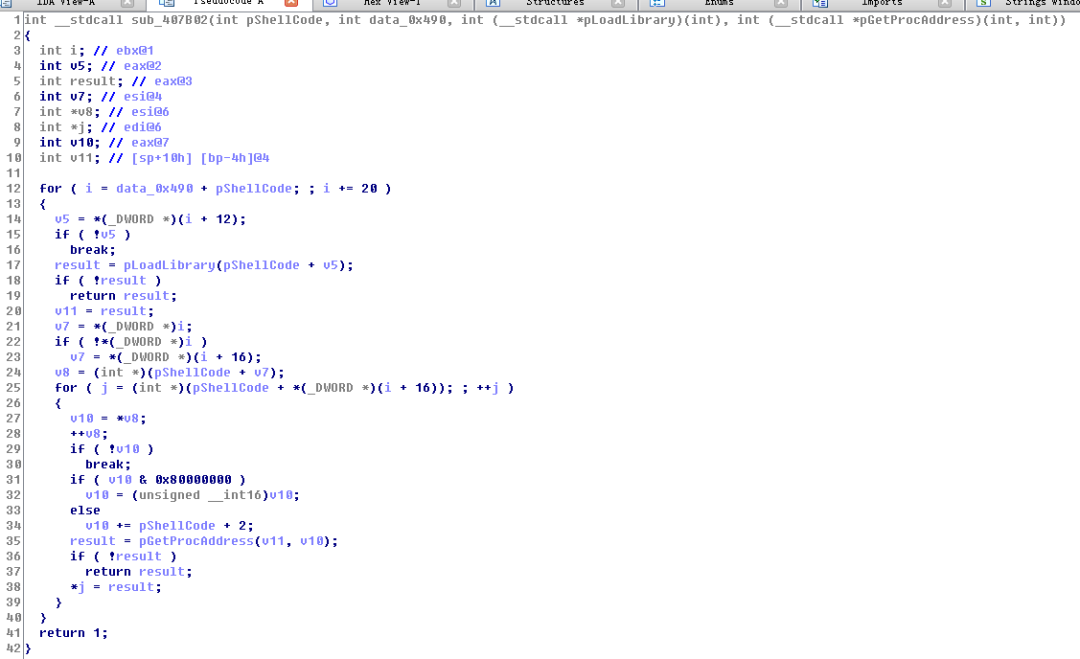 IDA View-A Pseudocode-A Hex View-1 Structures Enums Imports Strings window
1 int __stdcall sub_407B02(int pShellCode, int data_0x490, int (__stdcall *pLoadLibrary)(int), int (__stdcall *pGetProcAddress)(int, int))
2 {
3 int i; // ebx@1
4 int v5; // eax@2
5 int result; // eax@3
6 int v7; // esi@4
7 int *v8; // esi@6
8 int *j; // edi@6
9 int v10; // eax@7
10 int v11; // [sp+10h] [bp-4h]@4
11
12 for ( i = data_0x490 + pShellCode; ; i += 20 )
13 {
14 v5 = *(_DWORD *)(i + 12);
15 if ( !v5 )
16 break;
17 result = pLoadLibrary(pShellCode + v5);
18 if ( !result )
19 return result;
20 v11 = result;
21 v7 = *(_DWORD *)i;
22 if ( !*(_DWORD *)i )
23 v7 = *(_DWORD *)(i + 16);
24 v8 = (int *)(pShellCode + v7);
25 for ( j = (int *)(pShellCode + *(_DWORD *)(i + 16)); ; ++j )
26 {
27 v10 = *v8;
28 ++v8;
29 if ( !v10 )
30 break;
31 if ( v10 & 0x80000000 )
32 v10 = (unsigned __int16)v10;
33 else
34 v10 += pShellCode + 2;
35 result = pGetProcAddress(v11, v10);
36 if ( !result )
37 return result;
38 *j = result;
39 }
40 }
41 return 1;
42 }